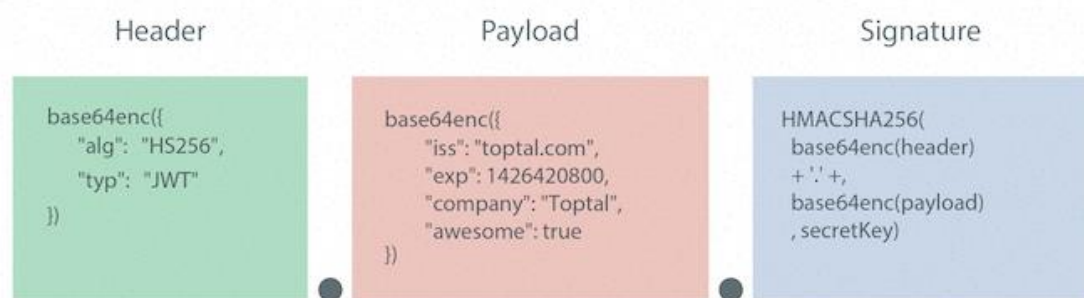 Header
Payload
Signature
base64enc({
"alg": "HS256",
"typ": "JWT"
})
base64enc({
"iss": "toptal.com",
"exp": 1426420800,
"company": "Toptal",
"awesome": true
})
HMACSHA256(
base64enc(header)
+ '.' +,
base64enc(payload)
, secretKey)